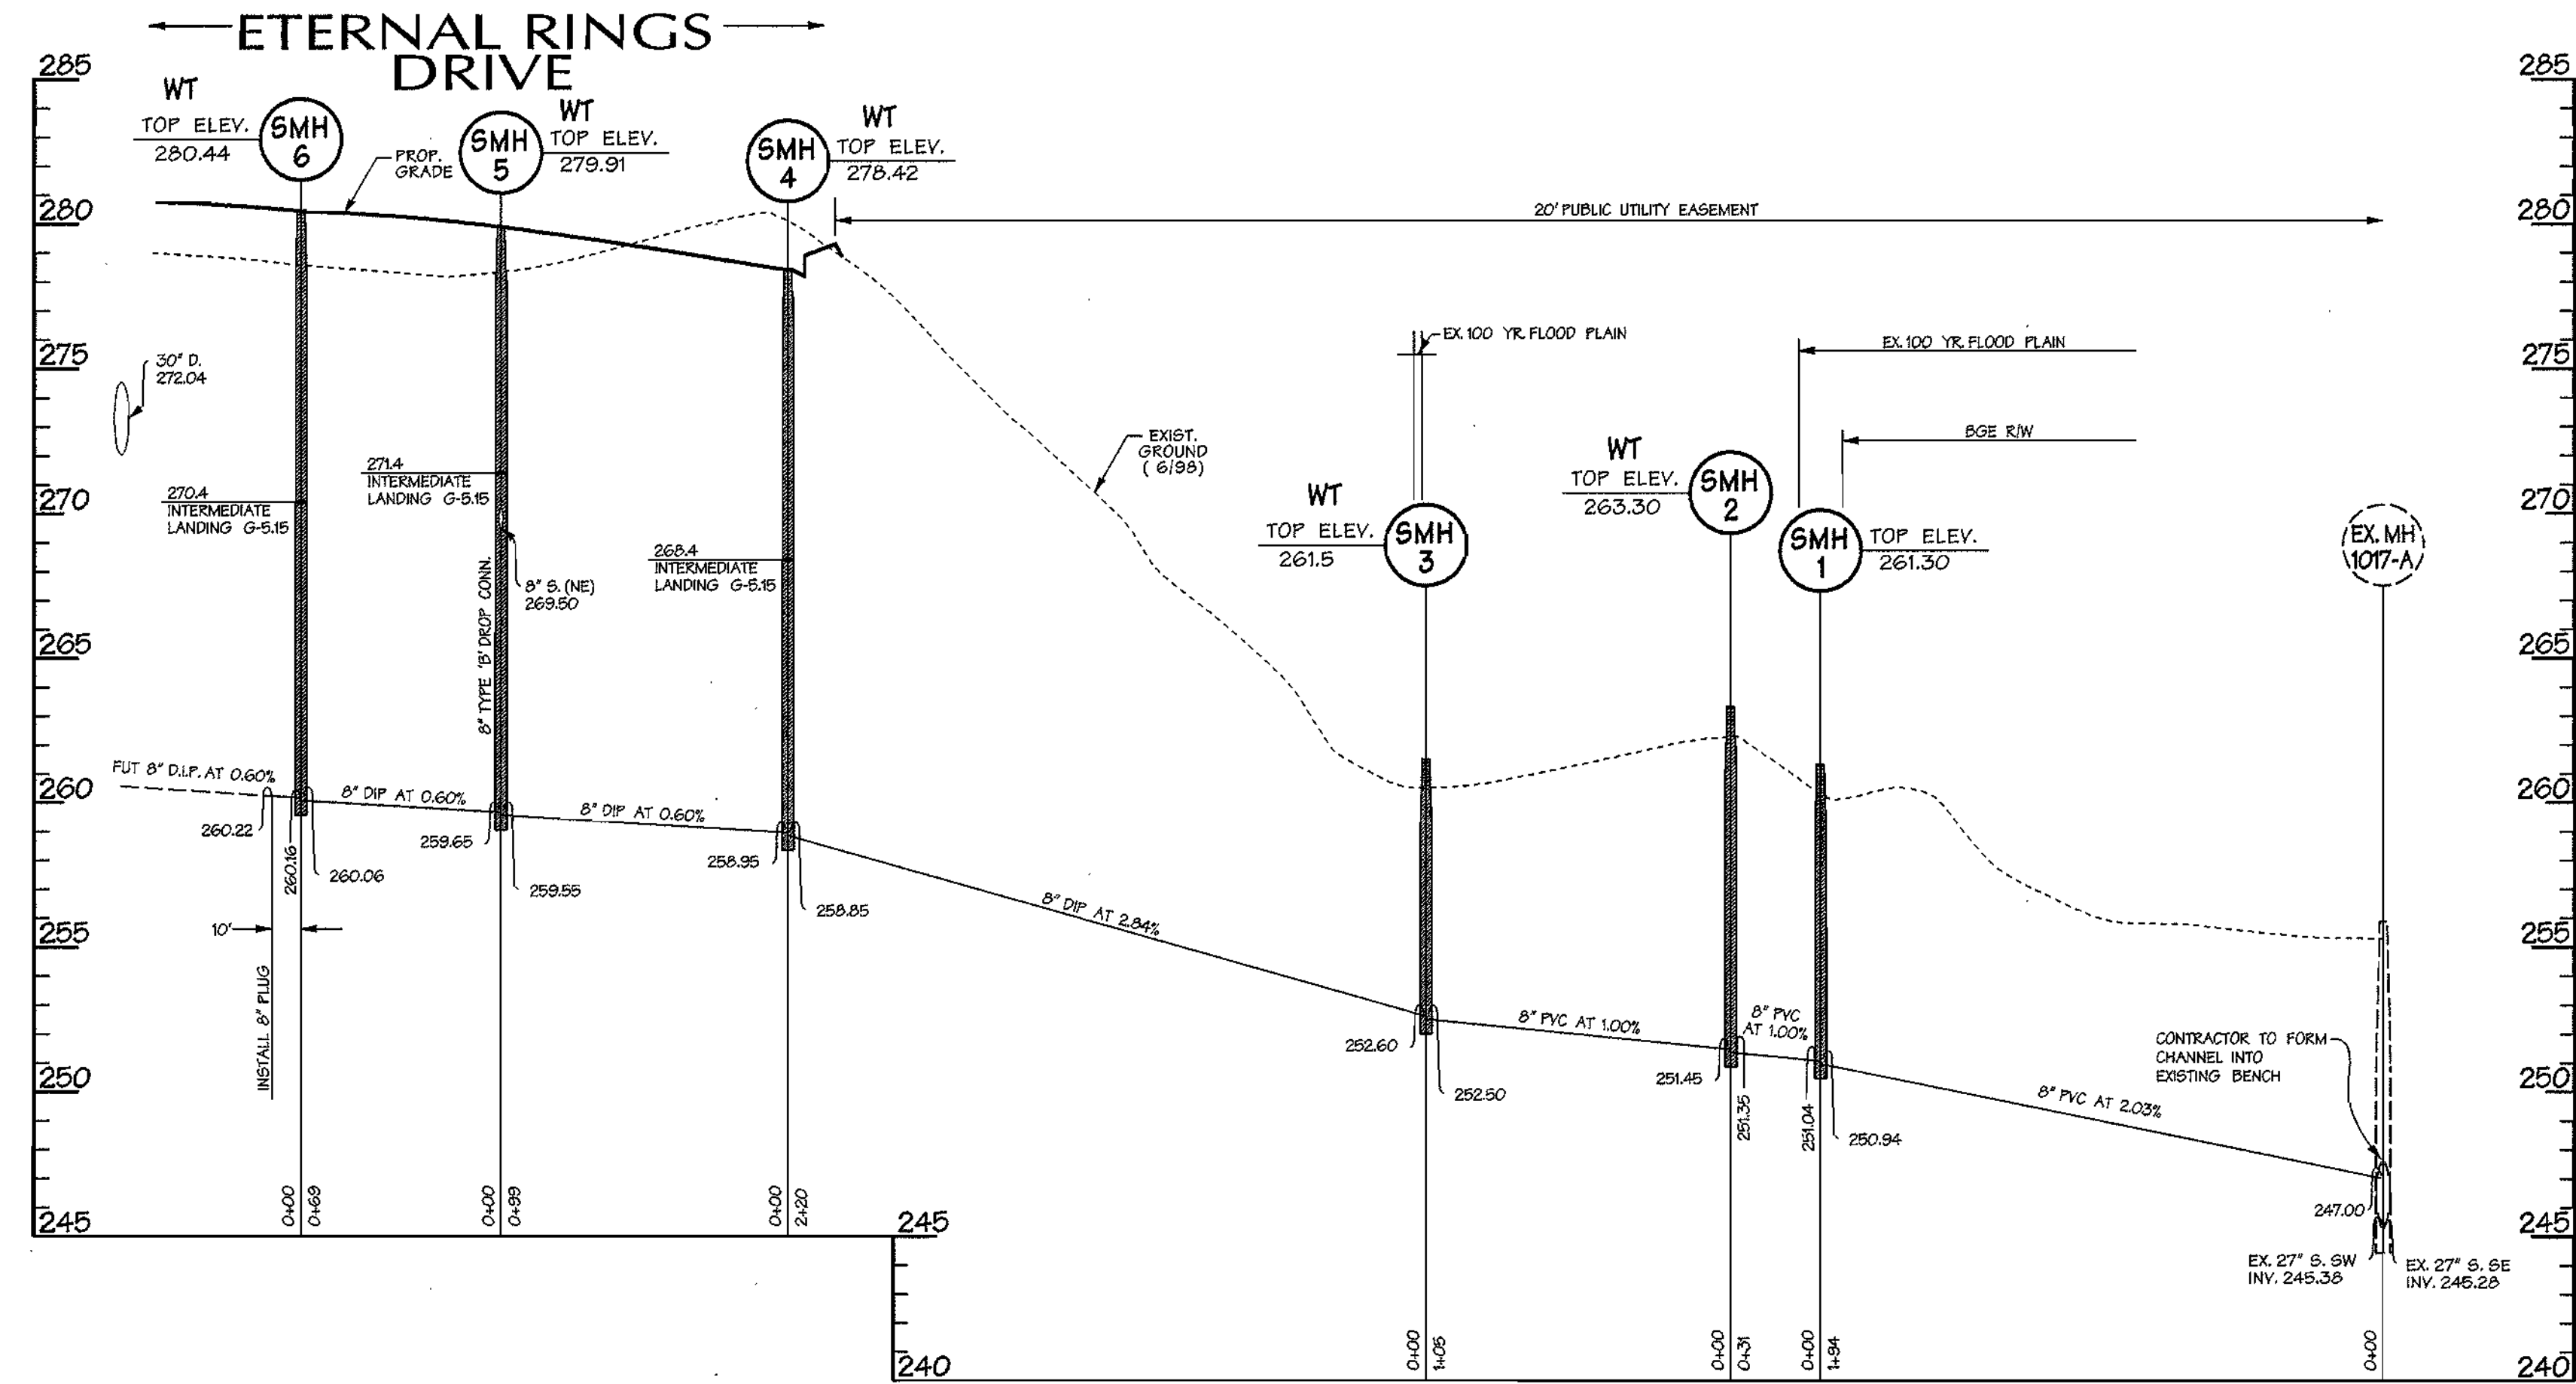 ETERNAL RINGS
DRIVE
285
285
WT
TOP ELEV.
280.44
SMH
6
PROP.
GRADE
SMH
5
WT
TOP ELEV.
279.91
SMH
4
WT
TOP ELEV.
278.42
280
280
20' PUBLIC UTILITY EASEMENT
275
275
30" D.
272.04
EX. 100 YR. FLOOD PLAIN
EX. 100 YR. FLOOD PLAIN
BGE R/W
EXIST.
GROUND
( 6/98)
271.4
INTERMEDIATE
LANDING G-5.15
270.4
INTERMEDIATE
LANDING G-5.15
268.4
INTERMEDIATE
LANDING G-5.15
270
270
8" TYPE 'B' DROP CONN.
8" S. (NE)
269.50
WT
TOP ELEV.
261.5
SMH
3
WT
TOP ELEV.
263.30
SMH
2
SMH
1
TOP ELEV.
261.30
EX. MH
1017-A
265
265
260
260
FUT 8" D.I.P. AT 0.60%
8" DIP AT 0.60%
8" DIP AT 0.60%
260.22
260.16
260.06
259.65
259.55
258.95
258.85
10'
INSTALL 8" PLUG
8" DIP AT 2.84%
255
255
8" PVC AT 1.00%
8" PVC
AT 1.00%
252.60
252.50
251.45
251.35
251.04
250.94
8" PVC AT 2.03%
CONTRACTOR TO FORM
CHANNEL INTO
EXISTING BENCH
250
250
247.00
EX. 27" S. SW
INV. 245.38
EX. 27" S. SE
INV. 245.28
245
245
245
0+00
0+69
0+00
0+99
0+00
2+20
0+00
1+05
0+00
0+31
0+00
1+94
0+00
240
240